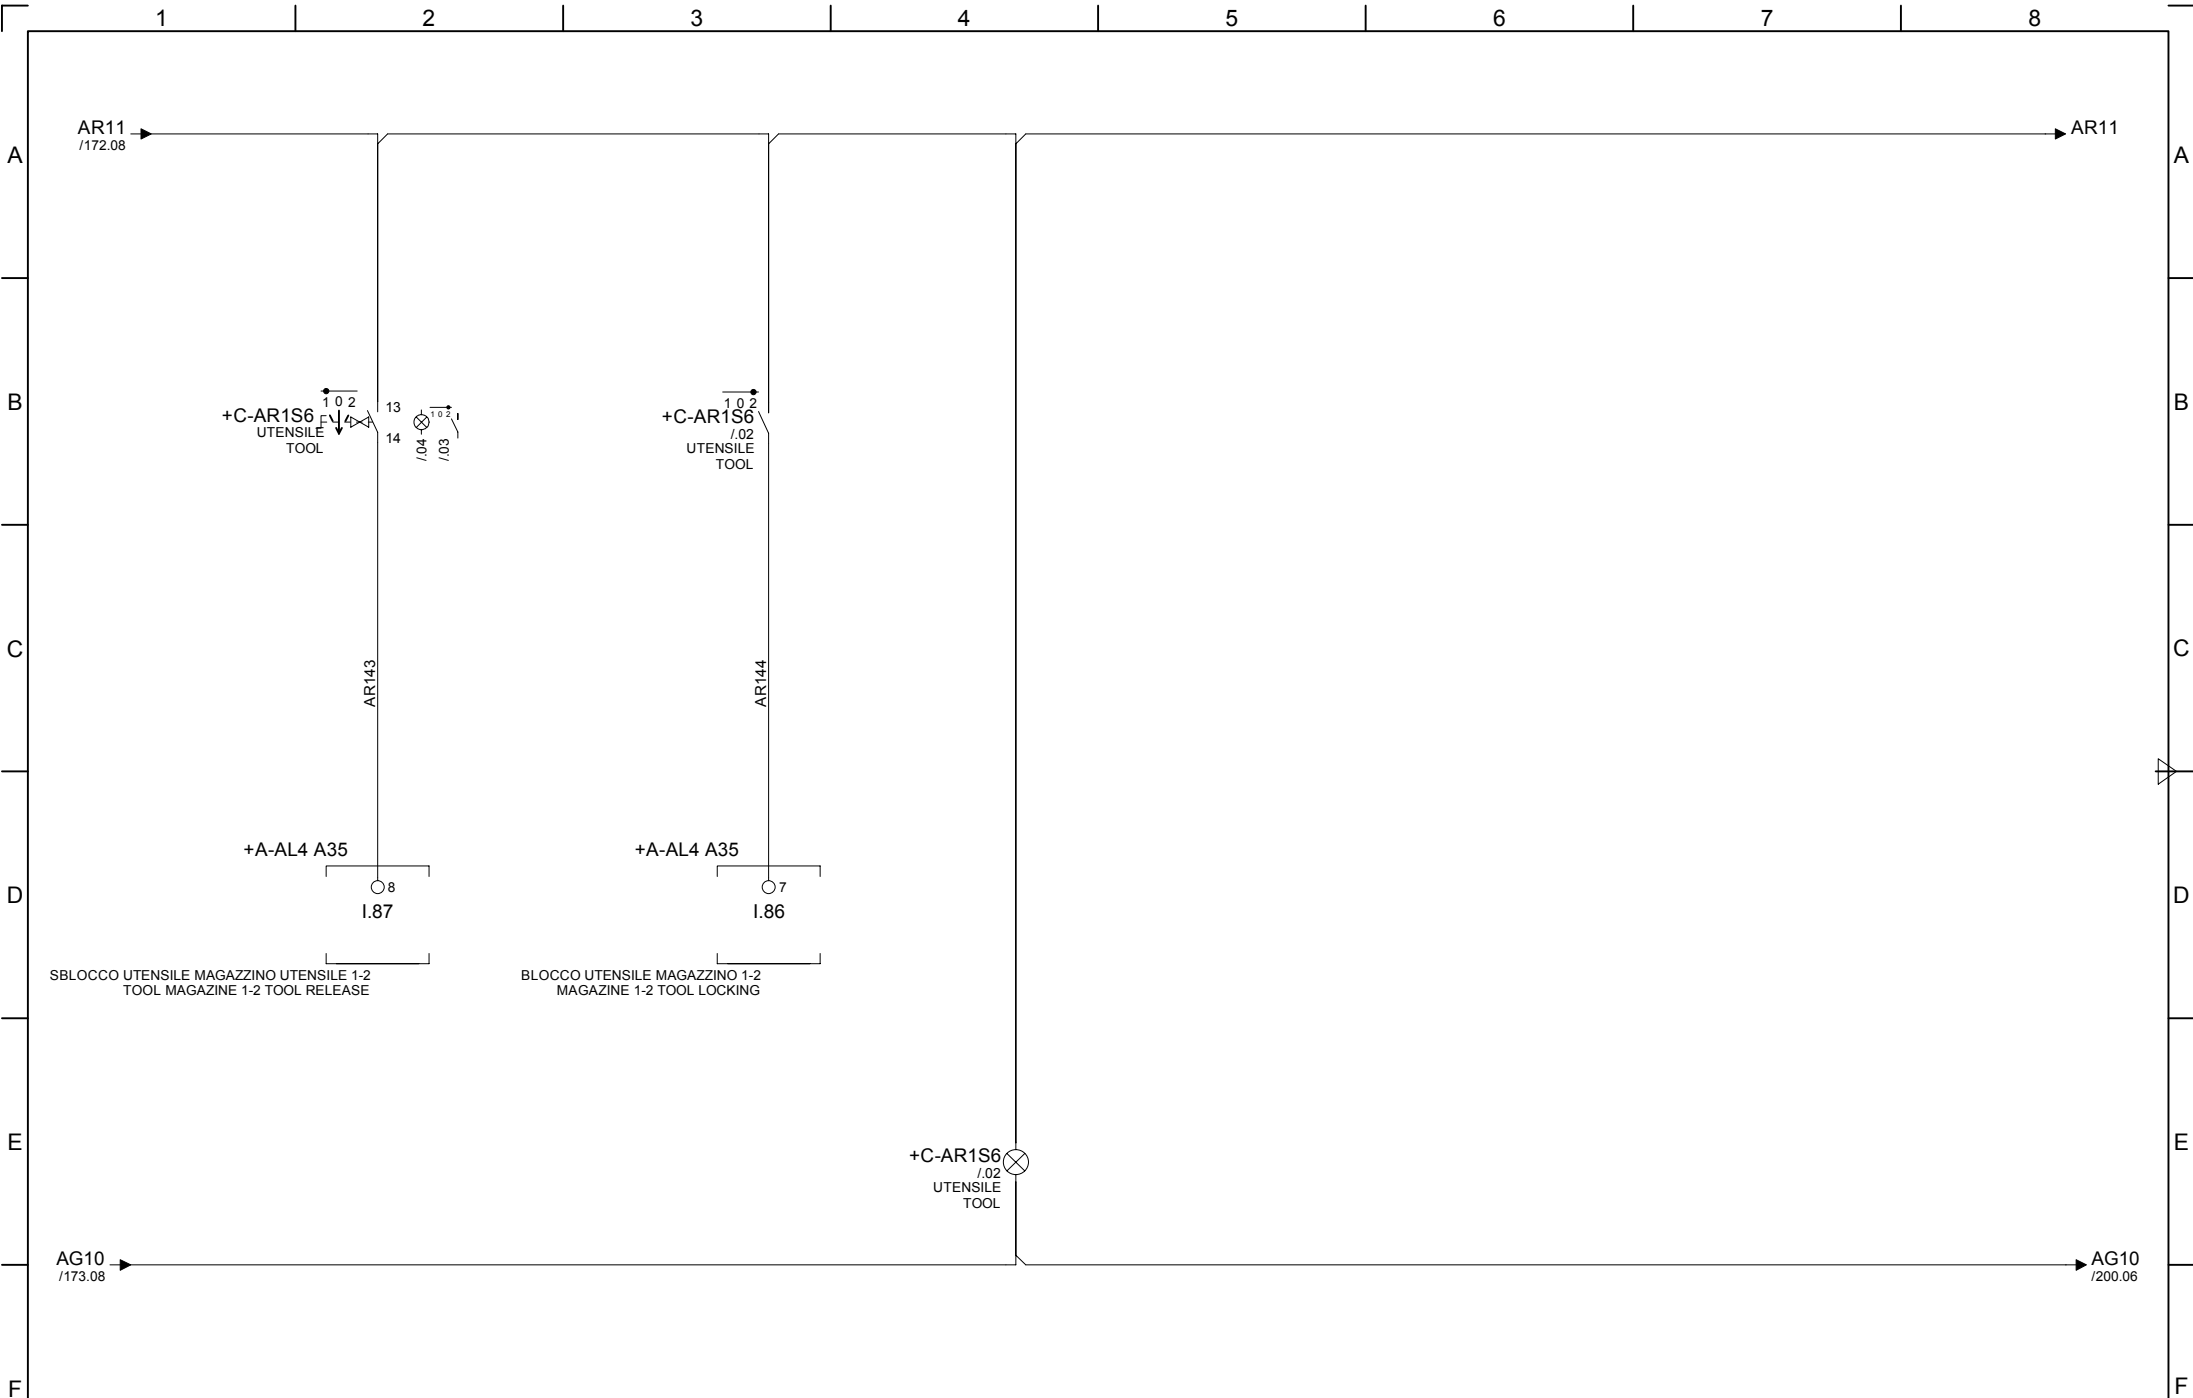 1 2 3 4 5 6 7 8
A A
AR11
/172.08
AR11
B B
1 0 2
+C-AR1S6
UTENSILE
TOOL
13
14
1 0 2
/.04
/.03
1 0 2
+C-AR1S6
/.02
UTENSILE
TOOL
C C
AR143
AR144
D D
+A-AL4 A35
8
I.87
SBLOCCO UTENSILE MAGAZZINO UTENSILE 1-2
TOOL MAGAZINE 1-2 TOOL RELEASE
+A-AL4 A35
7
I.86
BLOCCO UTENSILE MAGAZZINO 1-2
MAGAZINE 1-2 TOOL LOCKING
E E
+C-AR1S6
/.02
UTENSILE
TOOL
AG10
/173.08
AG10
/200.06
F F